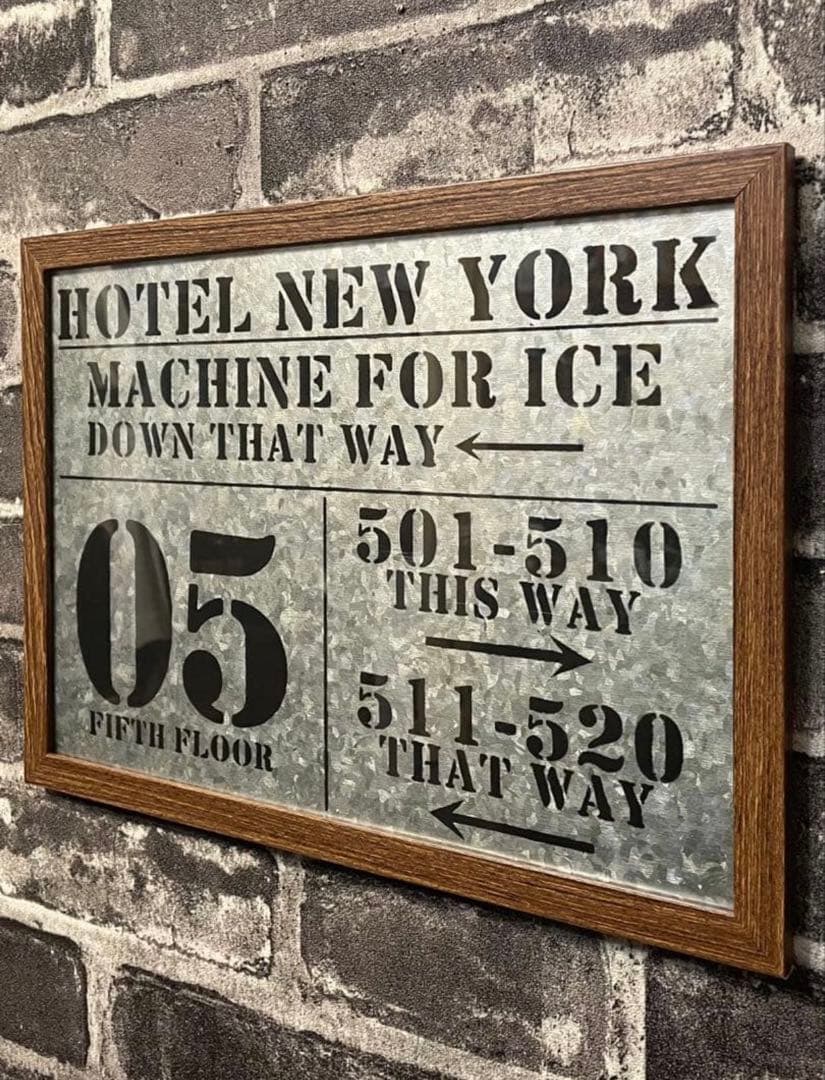 HOTEL NEW YORK
MACHINE FOR ICE
DOWN THAT WAY ←
05
FIFTH FLOOR
501-510
THIS WAY
→
511-520
THAT WAY
←